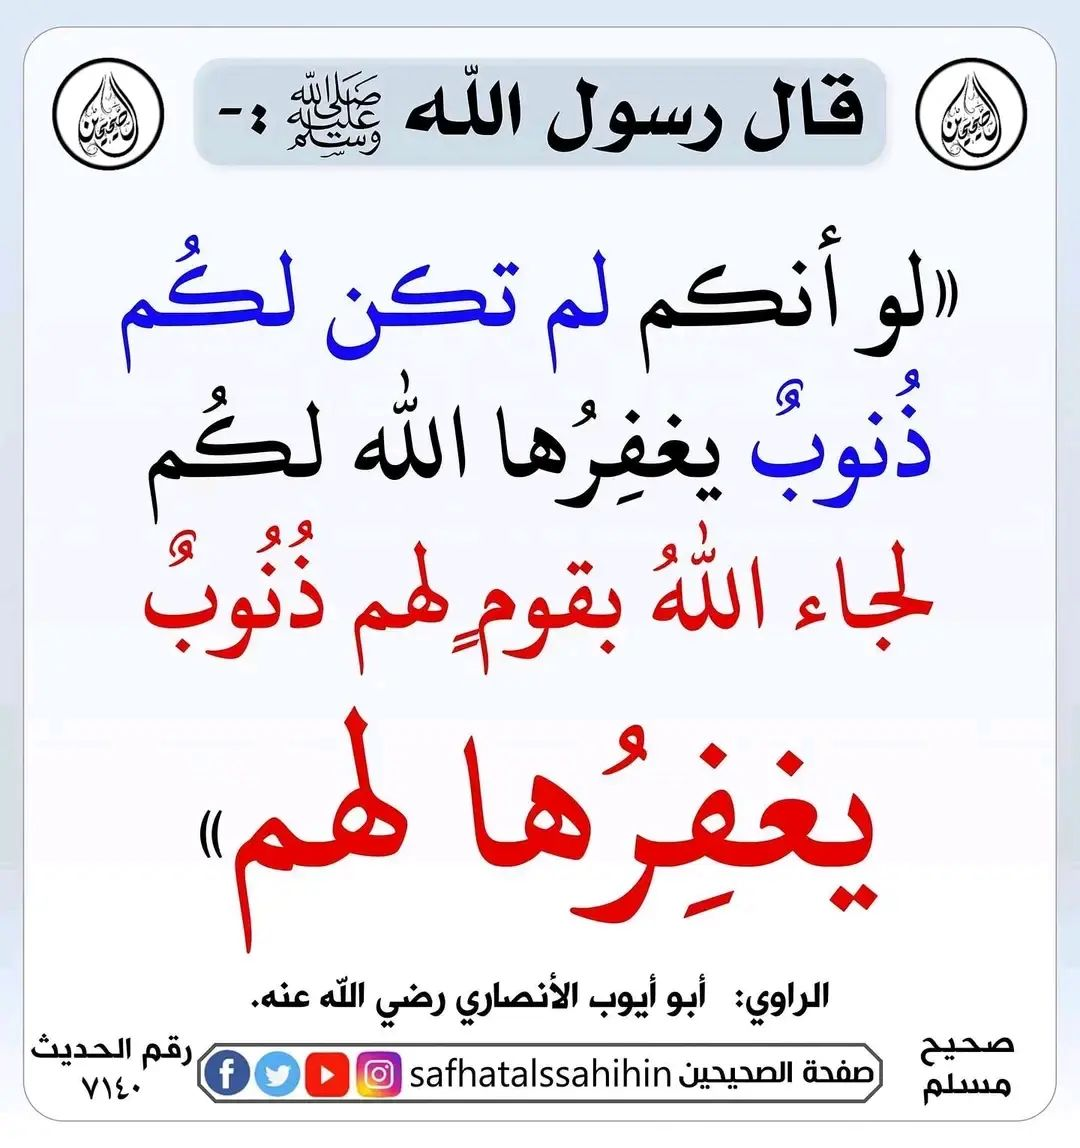 قال رسول الله ﷺ :-
«لو أنكم لم تكن لكُم
ذُنوبٌ يغفِرُها الله لكُم
لجاء اللهُ بقومٍ لهم ذُنُوبٌ
يغفِرُها لهم»
الراوي: أبو أيوب الأنصاري رضي الله عنه.
صحيح مسلم
صفحة الصحيحين safhatalssahihin
رقم الحديث
٧١٤٠